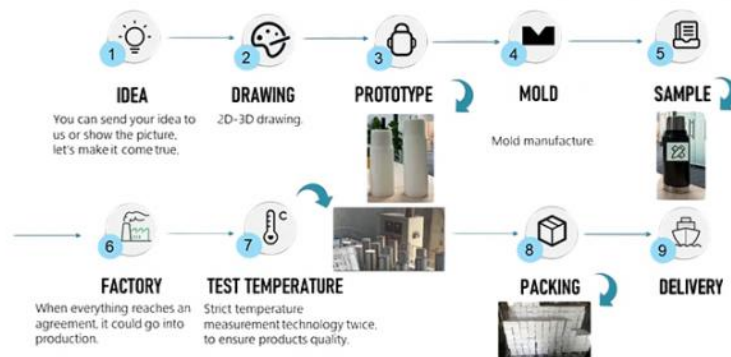 1
2
3
4
5
IDEA
DRAWING
PROTOTYPE
MOLD
SAMPLE
You can send your idea to
us or show the picture,
let's make it come true.
2D-3D drawing.
Mold manufacture.
C
6
7
8
9
FACTORY
TEST TEMPERATURE
PACKING
DELIVERY
When everything reaches an
agreement, it could go into
production.
Strict temperature
measurement technology twice,
to ensure products quality.